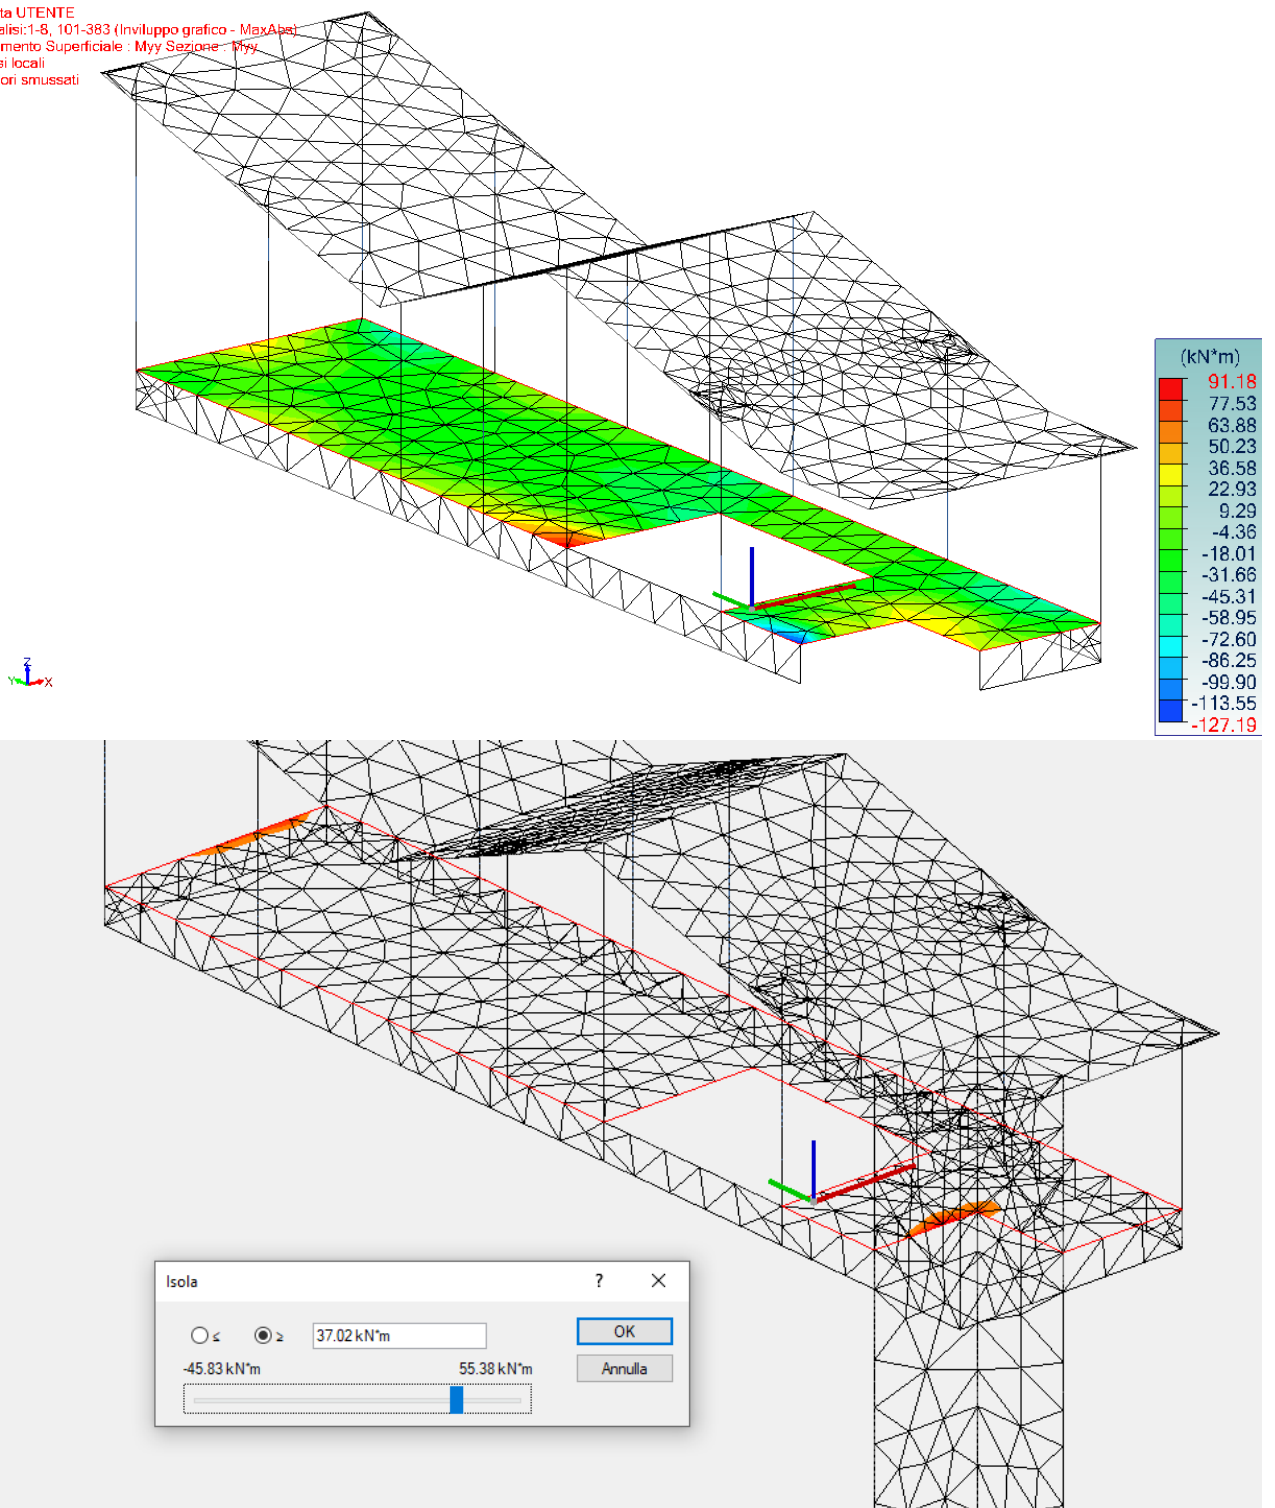 ta UTENTE
alisi:1-8, 101-383 (Inviluppo grafico - MaxAbs)
mento Superficiale : Myy Sezione : Myy
si locali
ori smussati
(kN*m)
91.18
77.53
63.88
50.23
36.58
22.93
9.29
-4.36
-18.01
-31.66
-45.31
-58.95
-72.60
-86.25
-99.90
-113.55
-127.19
Z
Y X
Isola ? ×
≤ ≥ 37.02 kN*m OK
-45.83 kN*m 55.38 kN*m Annulla